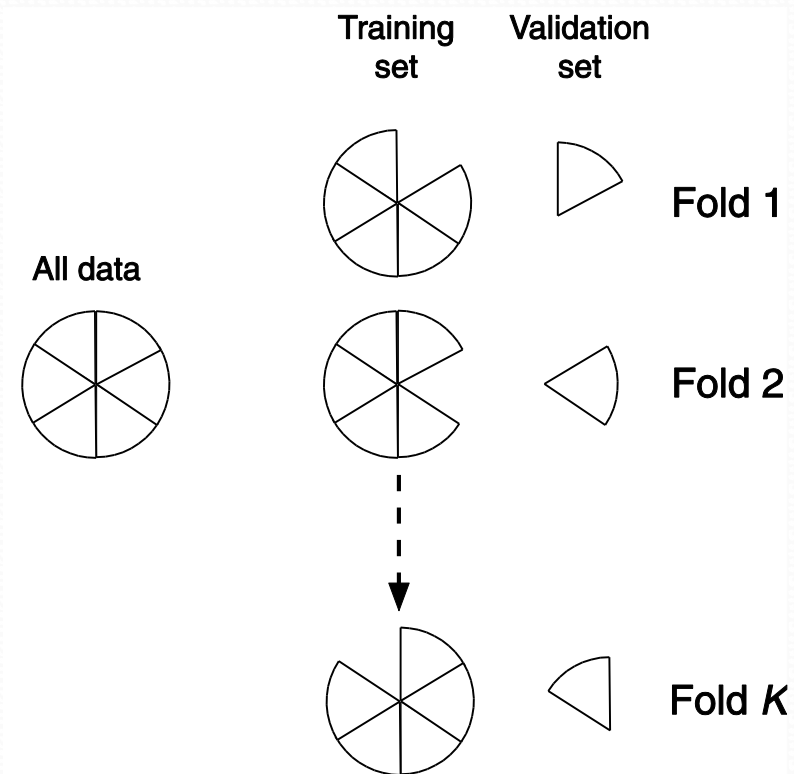 Training
set
Validation
set
Fold 1
All data
Fold 2
Fold K